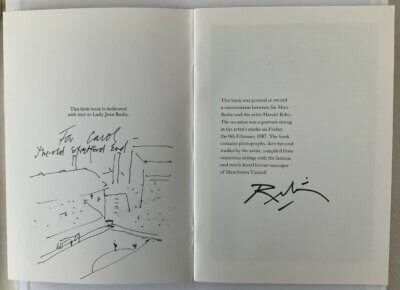 This little book is dedicated
with love to Lady Jean Busby.
For Carol
The old Stretford End
This book was printed to record
a conversation between Sir Matt
Busby and the artist Harold Riley.
The occasion was a portrait sitting
in the artist's studio on Friday,
the 6th February 1987. The book
contains photographs, sketches and
studies by the artist, compiled from
numerous sittings with the famous
and much-loved former manager
of Manchester United.
Riley